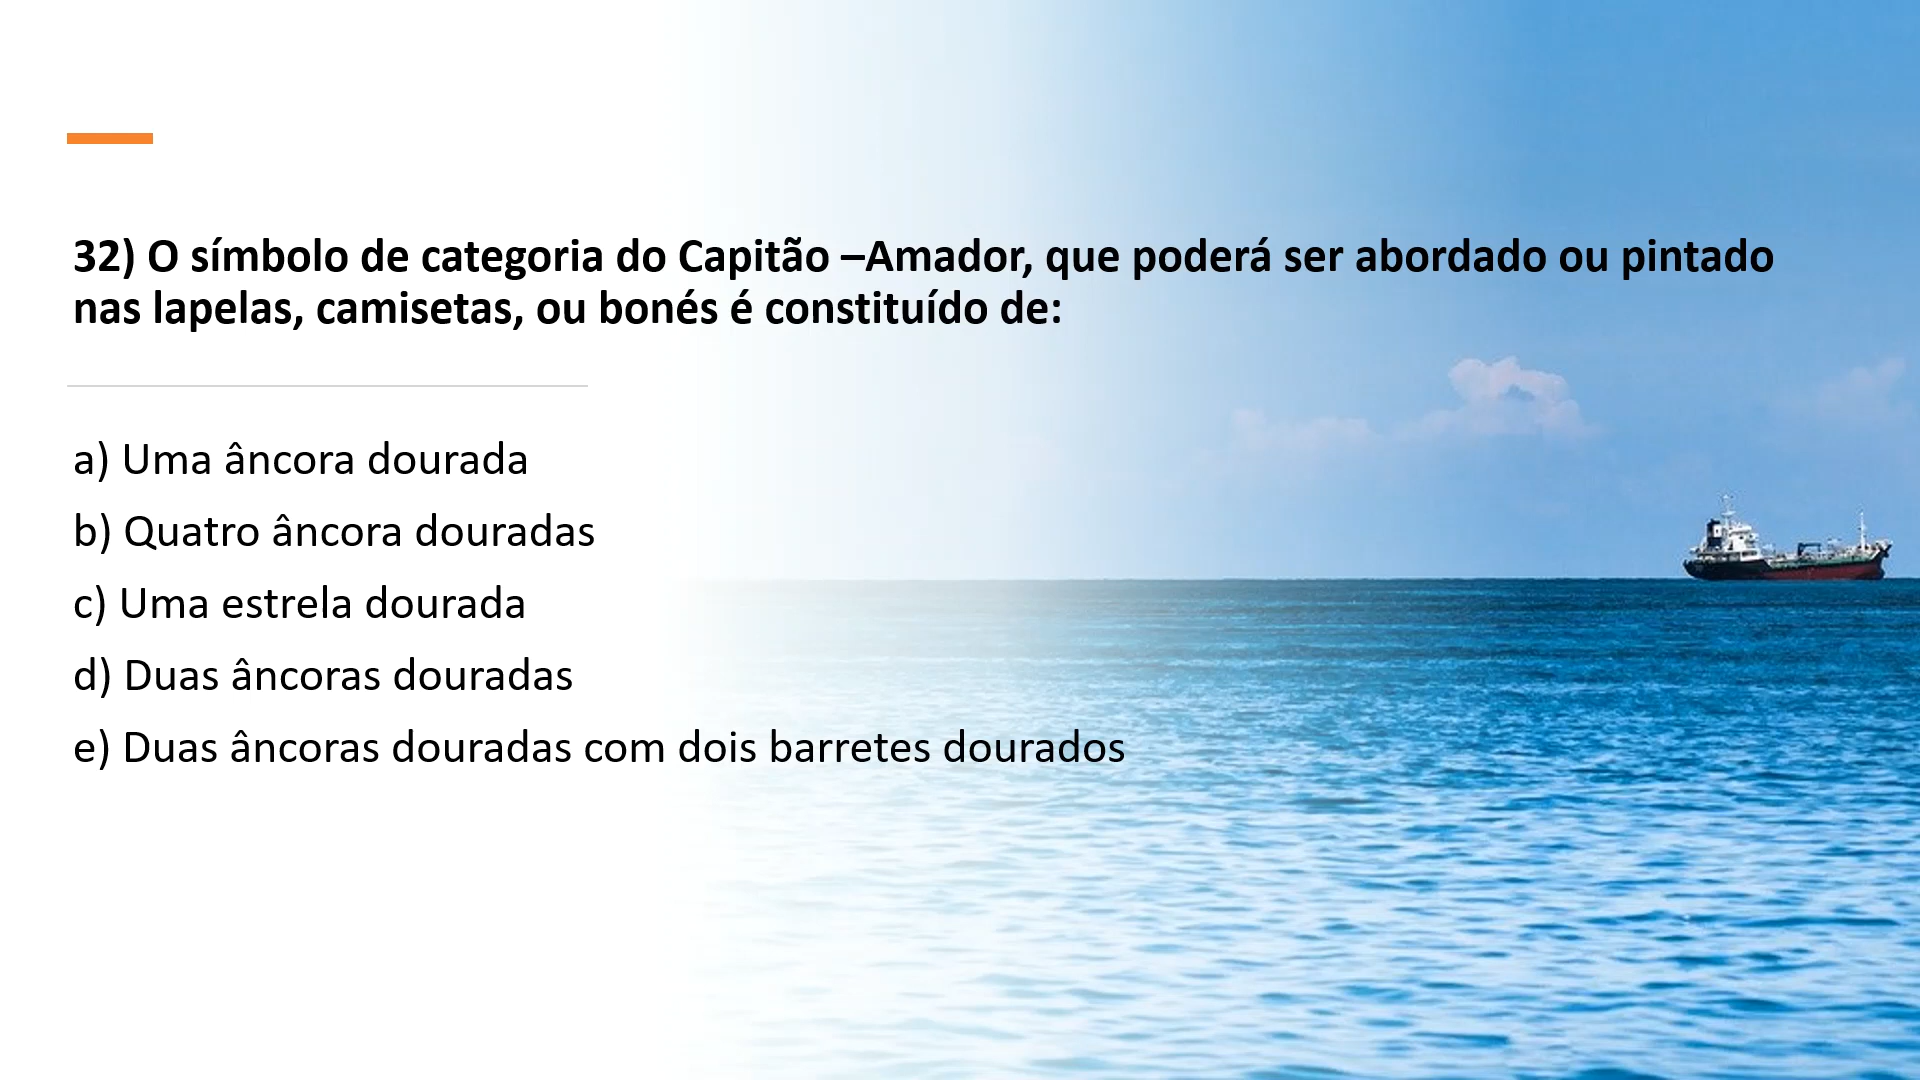 32) O símbolo de categoria do Capitão –Amador, que poderá ser abordado ou pintado
nas lapelas, camisetas, ou bonés é constituído de:
a) Uma âncora dourada
b) Quatro âncora douradas
c) Uma estrela dourada
d) Duas âncoras douradas
e) Duas âncoras douradas com dois barretes dourados